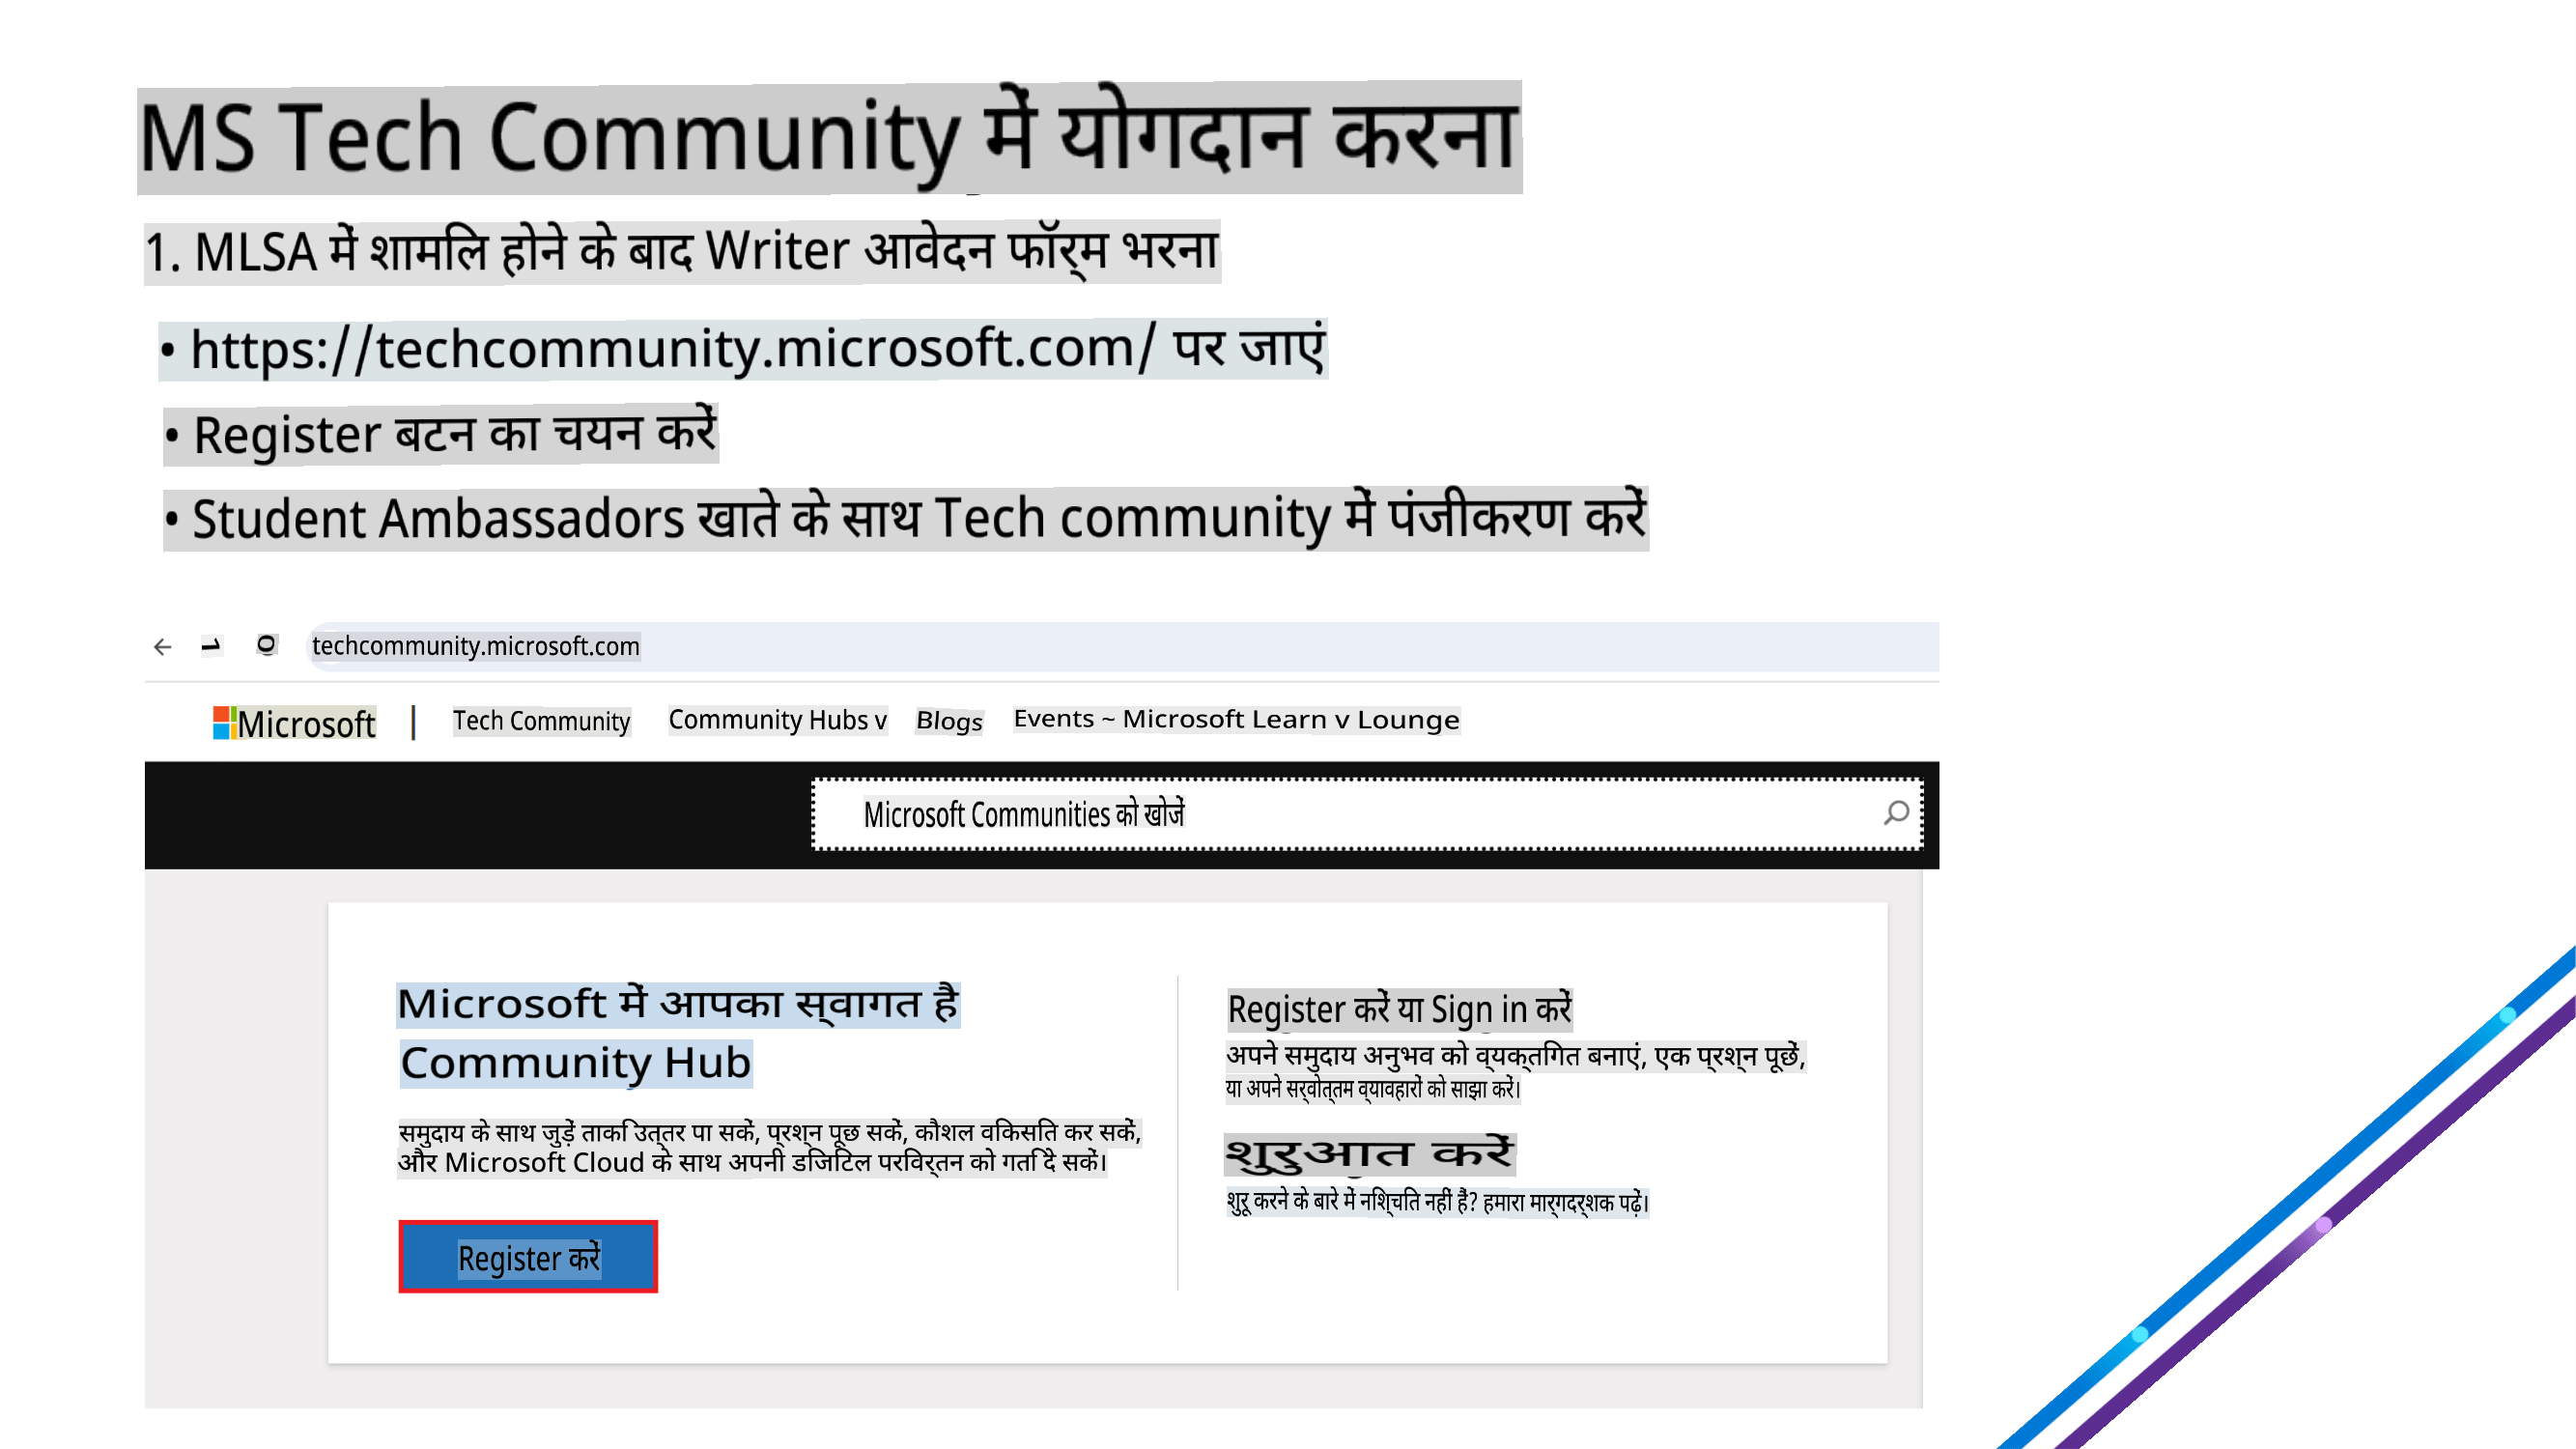 MS Tech Community में योगदान करना
1. MLSA में शामिल होने के बाद Writer आवेदन फॉर्म भरना
• https://techcommunity.microsoft.com/ पर जाएं
• Register बटन का चयन करें
• Student Ambassadors खाते के साथ Tech community में पंजीकरण करें
1 O techcommunity.microsoft.com
Microsoft | Tech Community Community Hubs v Blogs Events ~ Microsoft Learn v Lounge
Microsoft Communities को खोजें
Microsoft में आपका स्वागत है
Community Hub
समुदाय के साथ जुड़ें ताकि उत्तर पा सकें, प्रश्न पूछ सकें, कौशल विकसित कर सकें,
और Microsoft Cloud के साथ अपनी डिजिटल परिवर्तन को गति दे सकें।
Register करें
Register करें या Sign in करें
अपने समुदाय अनुभव को व्यक्तिगत बनाएं, एक प्रश्न पूछें,
या अपने सर्वोत्तम व्यावहारों को साझा करें।
शुरुआत करें
शुरू करने के बारे में निश्चित नहीं हैं? हमारा मार्गदर्शक पढ़ें।